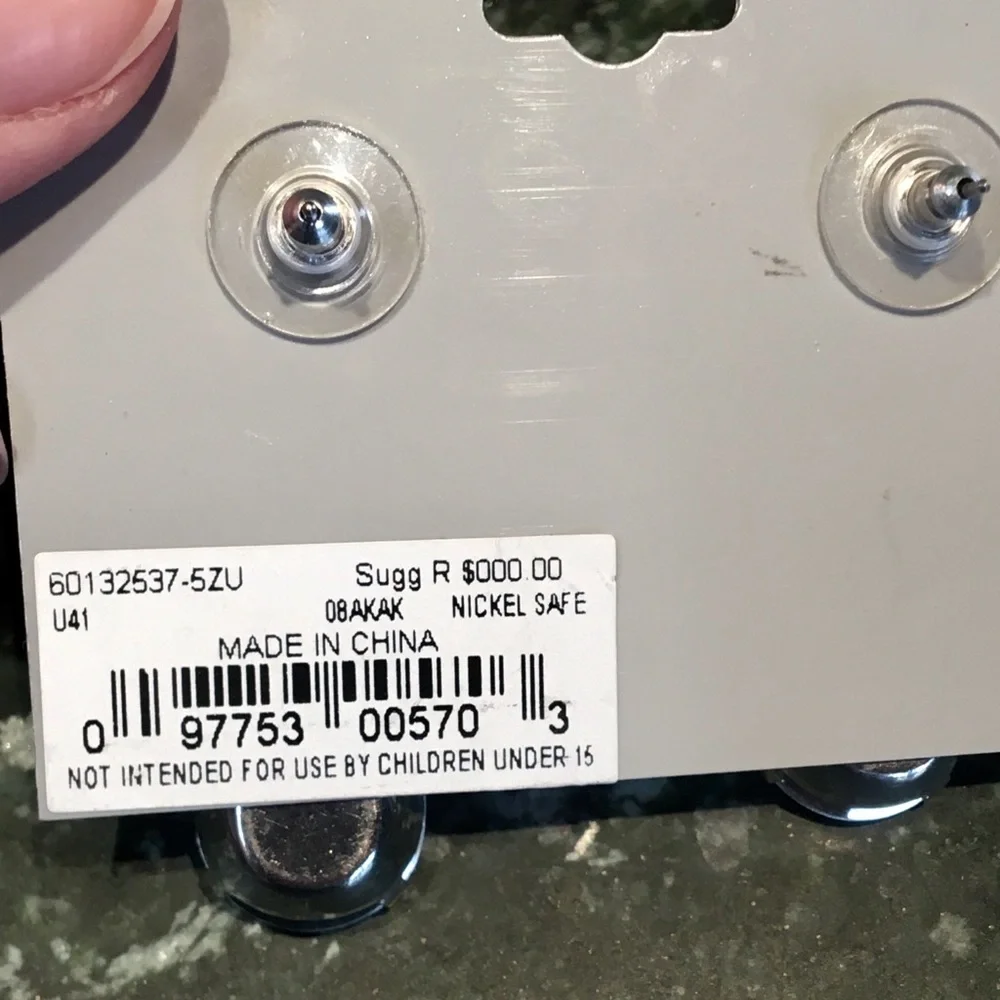 60132537-5ZU Sugg R $000.00
U41 08AKAK NICKEL SAFE
MADE IN CHINA
0 97753 00570 3
NOT INTENDED FOR USE BY CHILDREN UNDER 15